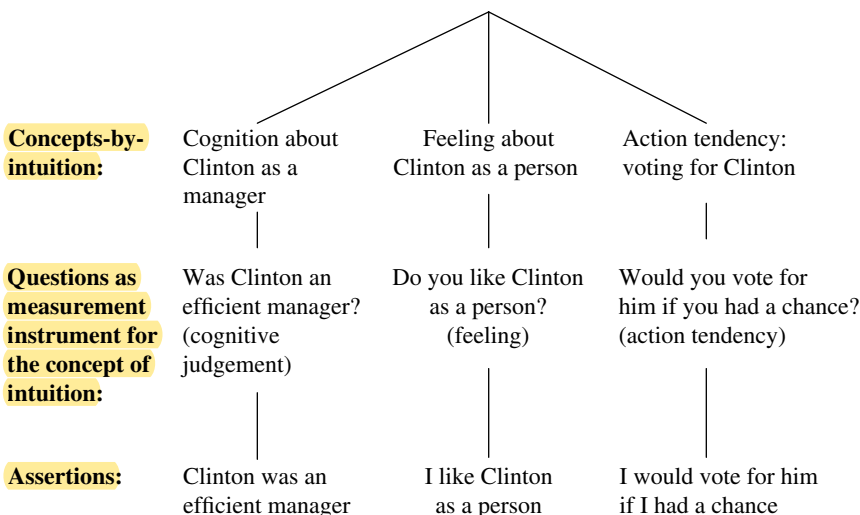 Concepts-by-
intuition:
Cognition about
Clinton as a
manager
Feeling about
Clinton as a person
Action tendency:
voting for Clinton
Questions as
measurement
instrument for
the concept of
intuition:
Was Clinton an
efficient manager?
(cognitive
judgement)
Do you like Clinton
as a person?
(feeling)
Would you vote for
him if you had a chance?
(action tendency)
Assertions:
Clinton was an
efficient manager
I like Clinton
as a person
I would vote for him
if I had a chance